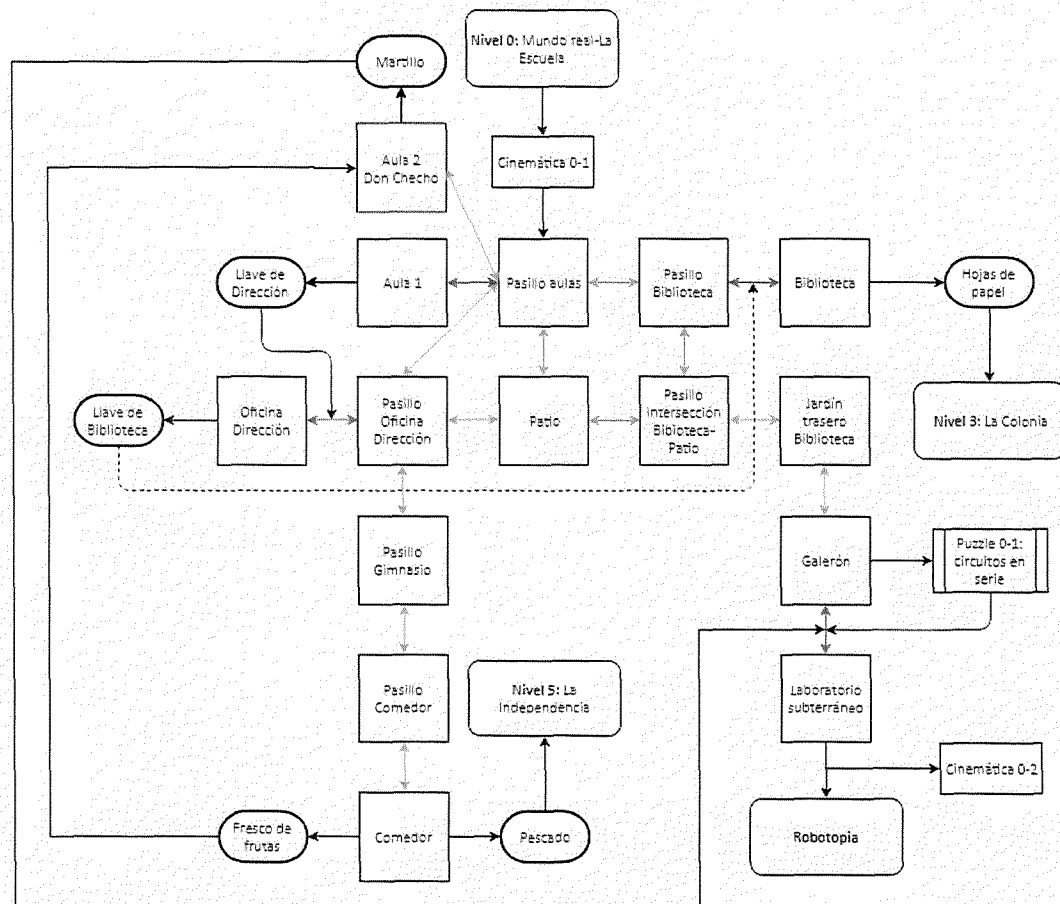 Nivel 0: Mundo real-La
Escuela
Martillo
Aula 2
Don Checho
Cinemática 0-1
Llave de
Dirección
Aula 1
Pasillo aulas
Pasillo
Biblioteca
Biblioteca
Hojas de
papel
Llave de
Biblioteca
Oficina
Dirección
Pasillo
Oficina
Dirección
Patio
Pasillo
intersección
Bibioteca-
Patio
Jardín
trasero
Biblioteca
Nivel 3: La Colonia
Pasillo
Gimnasio
Galerón
Puzzle 0-1:
circuitos en
serie
Pasillo
Comedor
Nivel 5: La
Independencia
Laboratorio
subterráneo
Cinemática 0-2
Fresco de
frutas
Comedor
Pescado
Robotopia